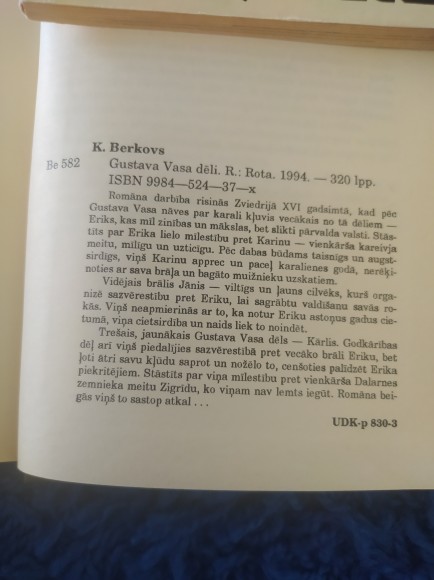 K. Berkovs
Be 582
Gustava Vasa dēli. R.: Rota. 1994. — 320 lpp.
ISBN 9984—524—37—x
Romāna darbība risinās Zviedrijā XVI gadsimtā, kad pēc
Gustava Vasa nāves par karali kļuvis vecākais no tā dēliem —
Ēriks, kas mīl zinības un mākslas, bet slikti pārvalda valsti. Stās-
tīts par Ērika lielo mīlestību pret Karinu — vienkārša kareivja
meitu, mīlīgu un uzticīgu. Pēc dabas būdams taisnīgs un augst-
sirdīgs, viņš Karinu apprec un paceļ karalienes godā, nerēķi-
noties ar sava brāļa un bagāto muižnieku uzskatiem.
Vidējais brālis Jānis — viltīgs un ļauns cilvēks, kurš orga-
nizē sazvērestību pret Ēriku, lai sagrābtu valdīšanu savās ro-
kās. Viņš neapmierinās ar to, ka notur Ēriku astoņus gadus cie-
tumā, viņa cietsirdība un naids liek to noindēt.
Trešais, jaunākais Gustava Vasas dēls — Kārlis. Godkārības
dēļ arī viņš piedalījies sazvērestībā pret vecāko brāli Ēriku, bet
ļoti ātri savu kļūdu saprot un nožēlo to, cenšoties palīdzēt Ērika
piekritējiem. Stāstīts par viņa mīlestību pret vienkārša Dalarnes
zemnieka meitu Zigrīdu, ko viņam nav lemts iegūt. Romāna bei-
gās viņš to sastop atkal . . .
UDK-p 830-3